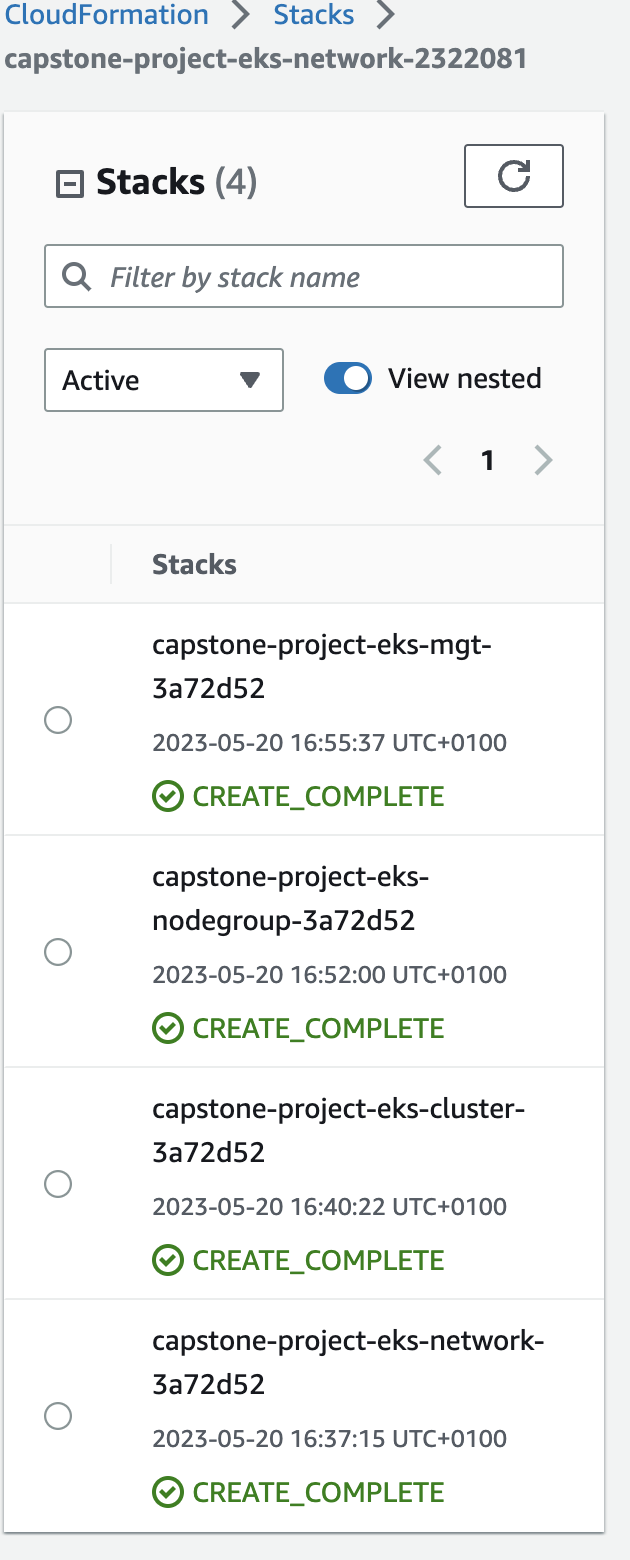 CloudFormation > Stacks >
capstone-project-eks-network-2322081
Stacks (4)
Filter by stack name
Active
View nested
1
Stacks
capstone-project-eks-mgt-
3a72d52
2023-05-20 16:55:37 UTC+0100
CREATE_COMPLETE
capstone-project-eks-
nodegroup-3a72d52
2023-05-20 16:52:00 UTC+0100
CREATE_COMPLETE
capstone-project-eks-cluster-
3a72d52
2023-05-20 16:40:22 UTC+0100
CREATE_COMPLETE
capstone-project-eks-network-
3a72d52
2023-05-20 16:37:15 UTC+0100
CREATE_COMPLETE